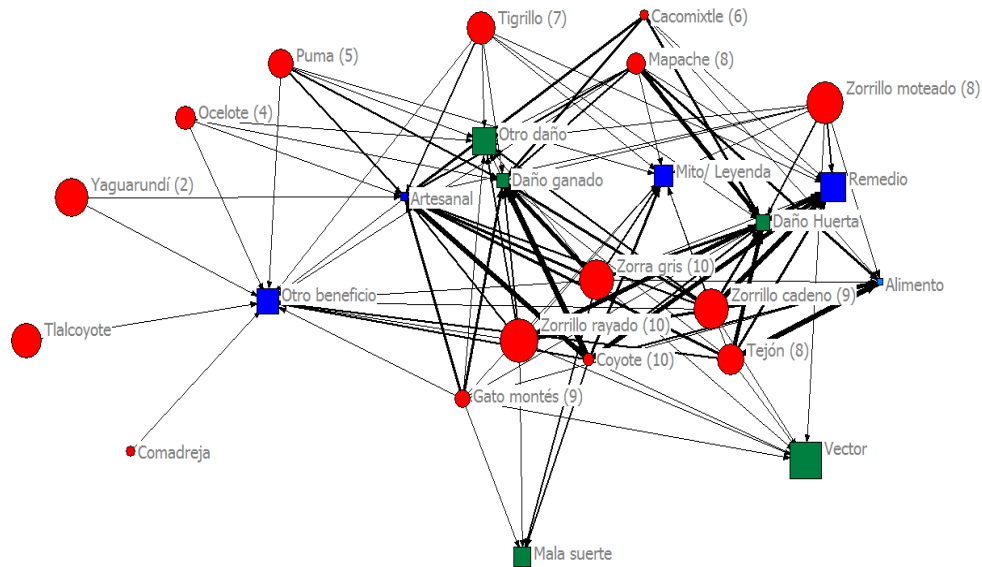 Cacomixtle (6)
Tigrillo (7)
Puma (5)
Mapache (8)
Zorrillo moteado (8)
Ocelote (4)
Otro daño
Mito/ Leyenda
Remedio
Daño ganado
Yaguarundí (2)
Artesanal
Daño Huerta
Zorra gris (10)
Alimento
Otro beneficio
Zorrillo cadeno (9)
Zorrillo rayado (10)
Tlalcoyote
Coyote (10)
Tejón (8)
Gato montés (9)
Comadreja
Vector
Mala suerte